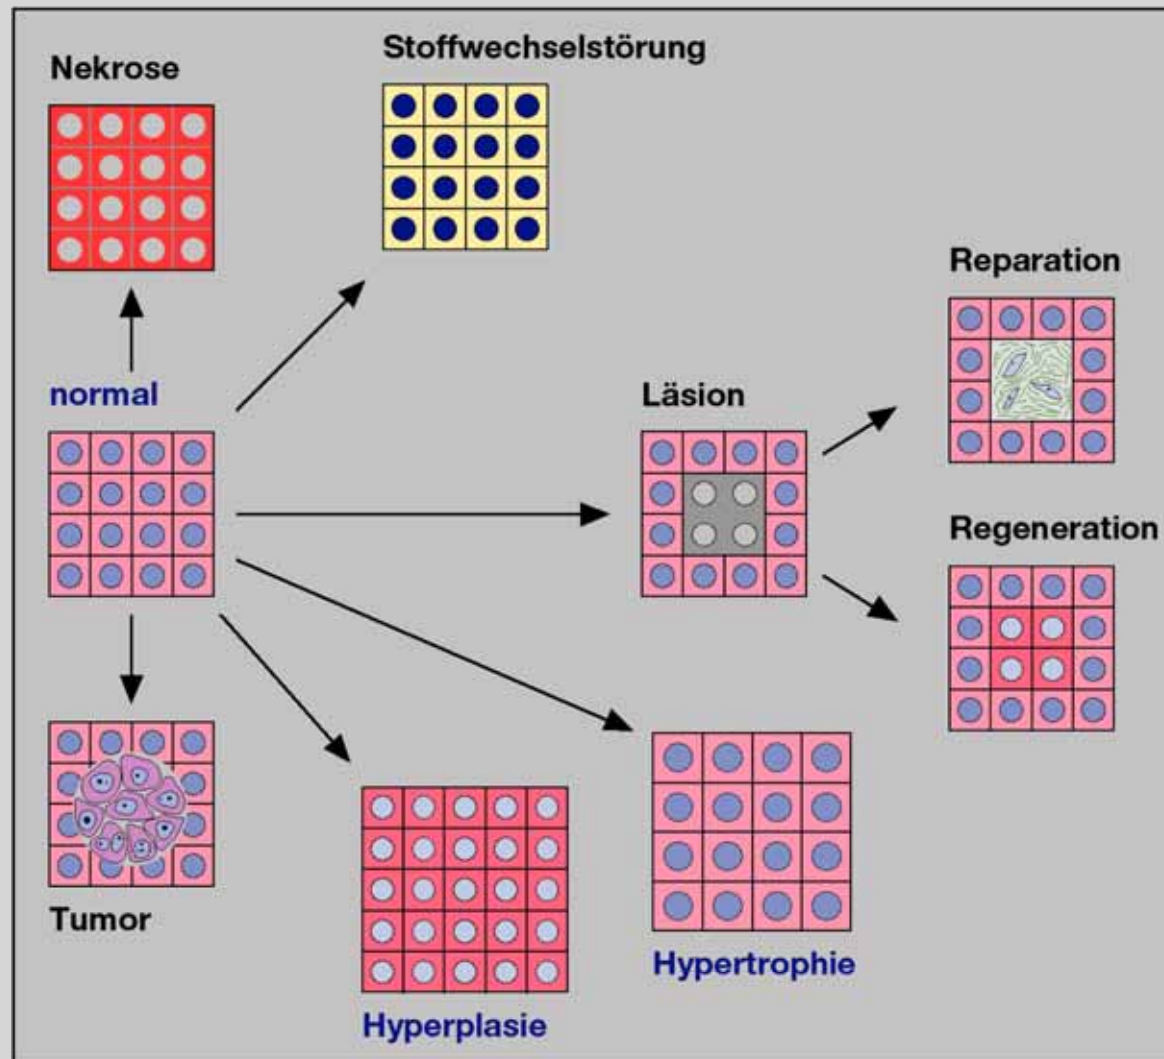 Stoffwechselstörung
Nekrose
Reparation
normal
Läsion
Regeneration
Tumor
Hypertrophie
Hyperplasie